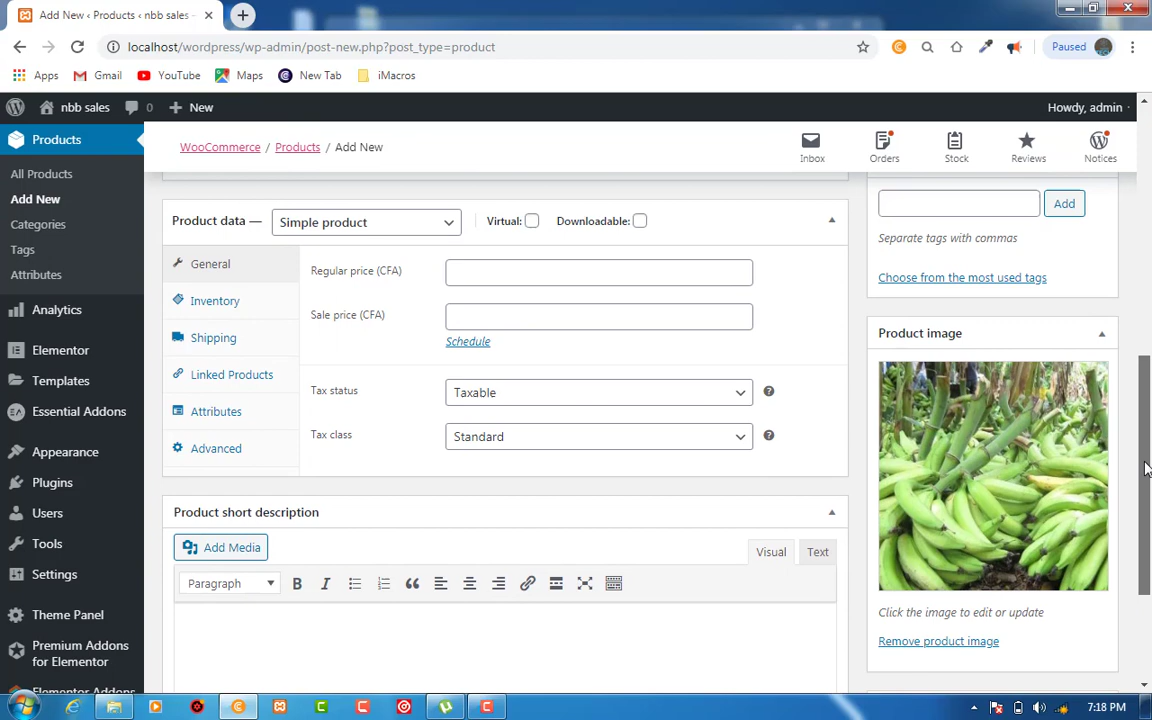 Add New ‹ Products ‹ nbb sales –
localhost/wordpress/wp-admin/post-new.php?post_type=product
Paused
Apps Gmail YouTube Maps New Tab iMacros
nbb sales 0 New Howdy, admin
Products
All Products
Add New
Categories
Tags
Attributes
Analytics
Elementor
Templates
Essential Addons
Appearance
Plugins
Users
Tools
Settings
Theme Panel
Premium Addons
for Elementor
Elementor Addons
WooCommerce / Products / Add New
Inbox Orders Stock Reviews Notices
Product data — Simple product Virtual: Downloadable:
General
Inventory
Shipping
Linked Products
Attributes
Advanced
Regular price (CFA)
Sale price (CFA)
Schedule
Tax status Taxable ?
Tax class Standard ?
Product short description
Add Media
Visual Text
Paragraph
Add
Separate tags with commas
Choose from the most used tags
Product image
Click the image to edit or update
Remove product image
7:18 PM